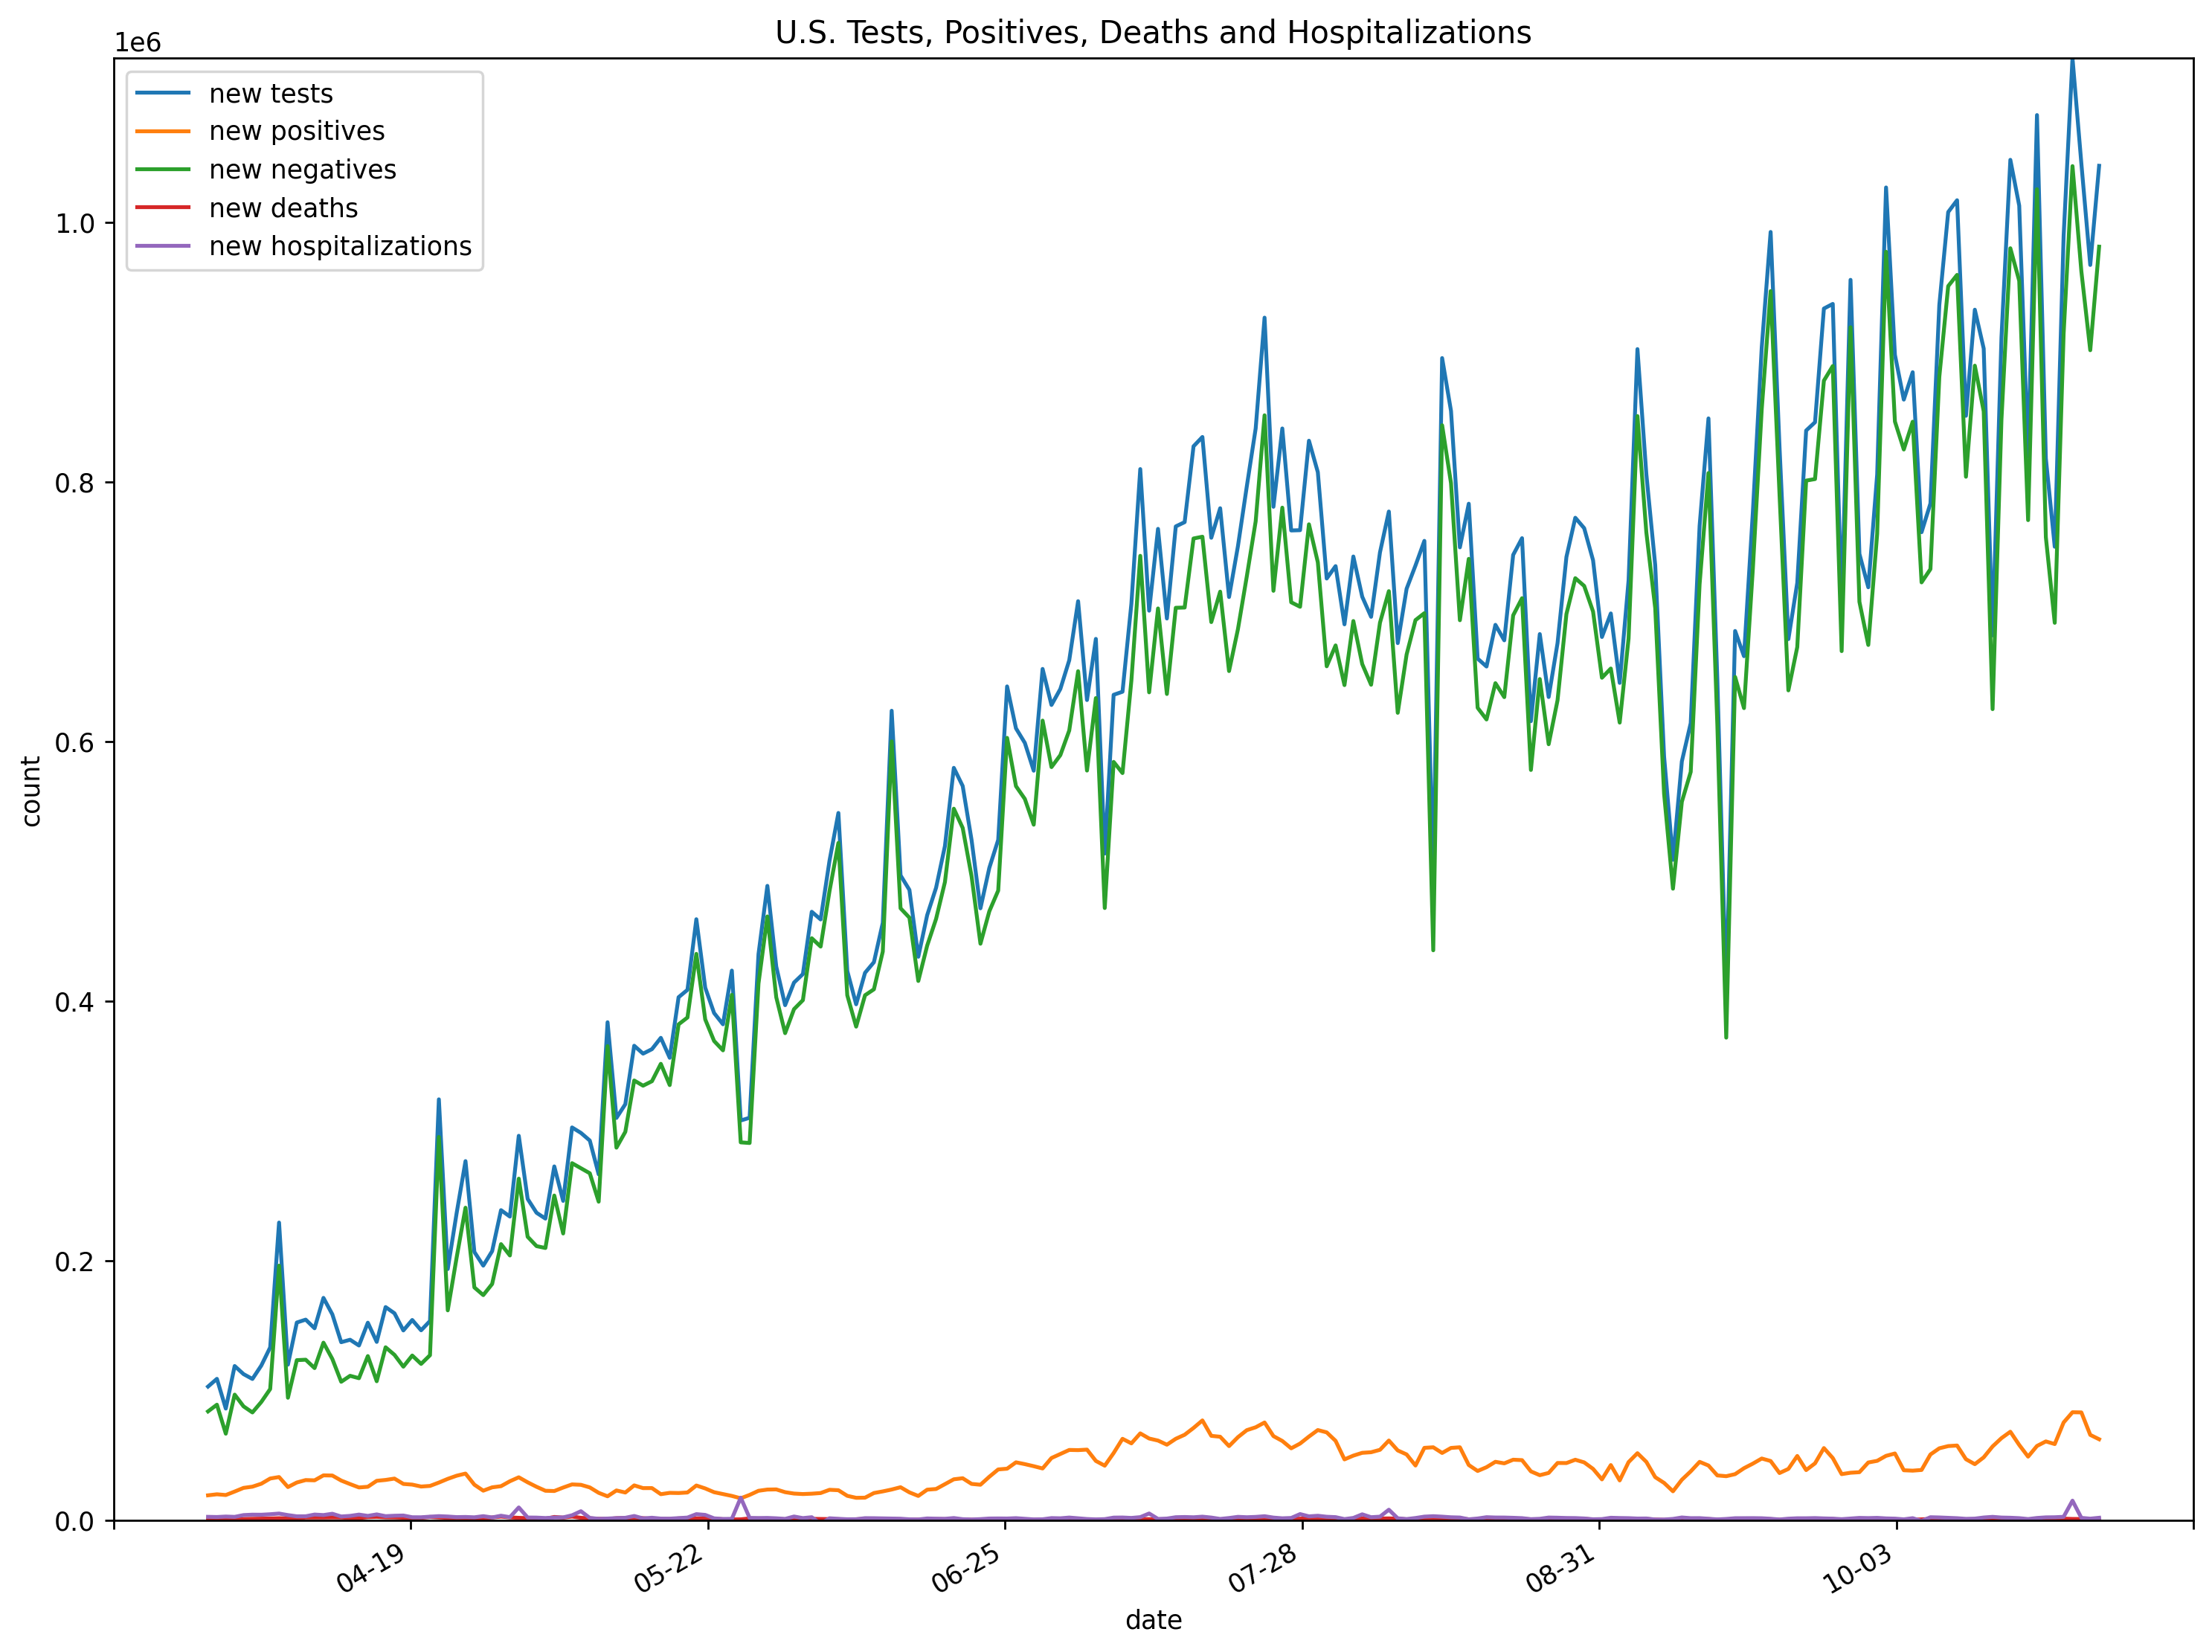 U.S. Tests, Positives, Deaths and Hospitalizations
1e6
new tests
new positives
new negatives
new deaths
new hospitalizations
1.0
0.8
0.6
0.4
0.2
0.0
count
04-19
05-22
06-25
07-28
08-31
10-03
date